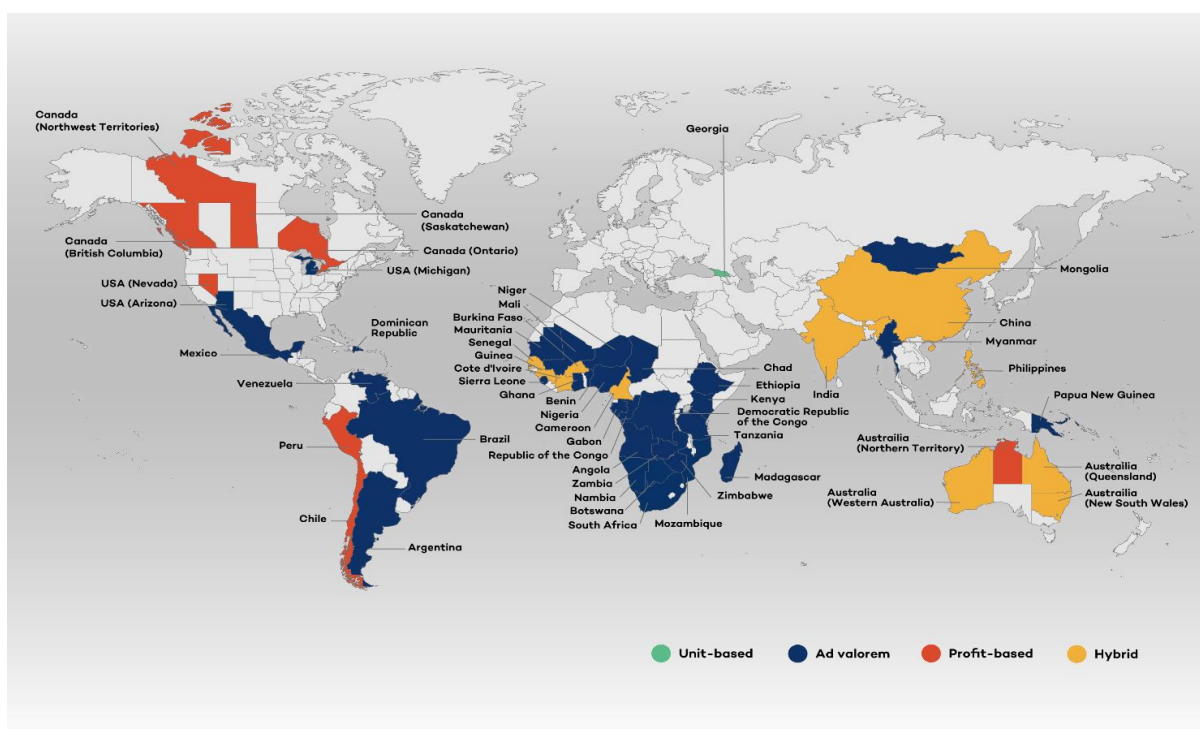 Canada
(Northwest Territories)
Georgia
Canada
(Saskatchewan)
Canada
(British Columbia)
Canada (Ontario)
USA (Michigan)
Mongolia
USA (Nevada)
USA (Arizona)
Niger
Mali
Burkina Faso
Mauritania
Senegal
Guinea
Cote d'Ivoire
Sierra Leone
Ghana
Benin
Nigeria
Cameroon
Gabon
Republic of the Congo
Angola
Zambia
Nambia
Botswana
South Africa
Dominican
Republic
Mexico
Venezuela
China
Myanmar
Philippines
India
Chad
Ethiopia
Kenya
Democratic Republic
of the Congo
Tanzania
Papua New Guinea
Peru
Brazil
Madagascar
Zimbabwe
Mozambique
Austrailia
(Northern Territory)
Austrailia
(Queensland)
Australia
(Western Australia)
Austrailia
(New South Wales)
Chile
Argentina
Unit-based
Ad valorem
Profit-based
Hybrid